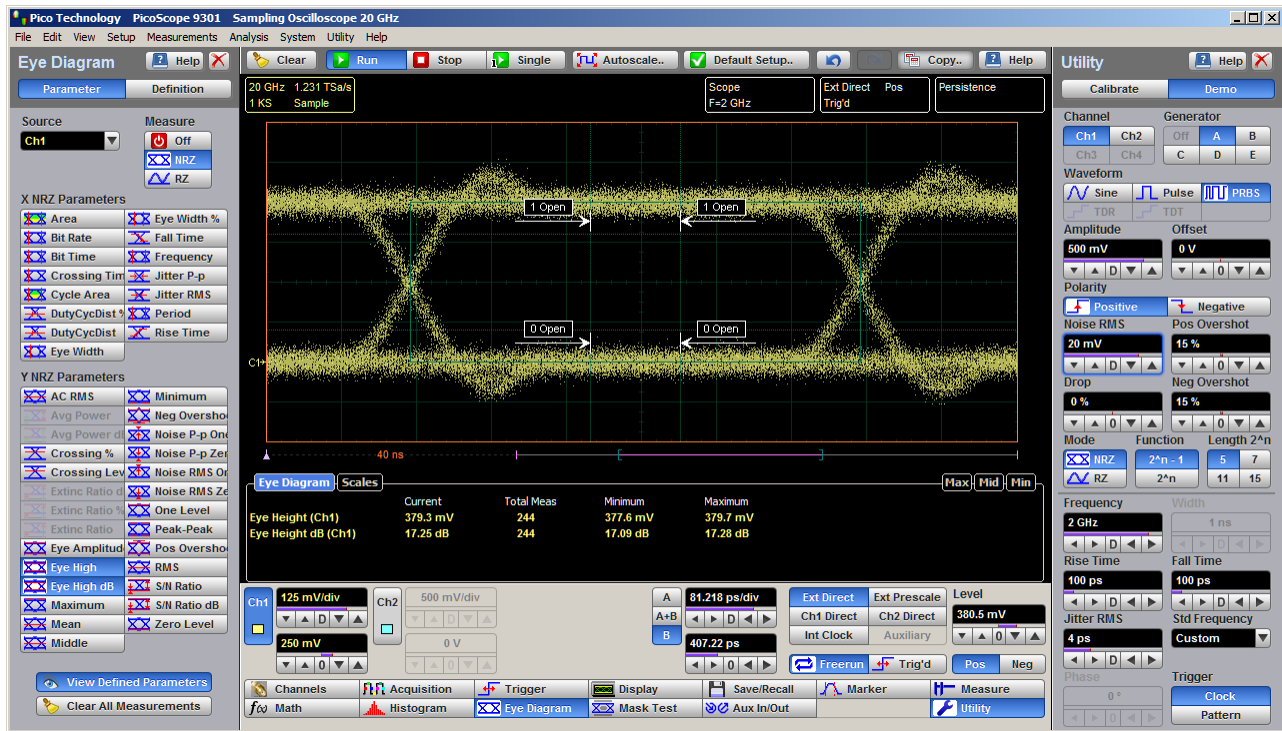 Pico Technology PicoScope 9301 Sampling Oscilloscope 20 GHz
File Edit View Setup Measurements Analysis System Utility Help
Eye Diagram Help
Parameter Definition
Source Measure
Ch1 Off
NRZ
RZ
X NRZ Parameters
Area Eye Width %
Bit Rate Fall Time
Bit Time Frequency
Crossing Tim Jitter P-p
Cycle Area Jitter RMS
DutyCycDist % Period
DutyCycDist Rise Time
Eye Width
Y NRZ Parameters
AC RMS Minimum
Avg Power Neg Oversho
Avg Power dB Noise P-p One
Crossing % Noise P-p Zer
Crossing Lev Noise RMS On
Extinc Ratio d Noise RMS Ze
Extinc Ratio % One Level
Extinc Ratio Peak-Peak
Eye Amplitud Pos Oversho
Eye High RMS
Eye High dB S/N Ratio
Maximum S/N Ratio dB
Mean Zero Level
Middle
View Defined Parameters
Clear All Measurements
Clear Run Stop Single Autoscale.. Default Setup.. Copy.. Help
20 GHz 1.231 TSa/s
1 KS Sample
Scope
F=2 GHz
Ext Direct Pos
Trig'd
Persistence
1 Open 1 Open
0 Open 0 Open
C1
40 ns
Eye Diagram Scales Max Mid Min
Current Total Meas Minimum Maximum
Eye Height (Ch1) 379.3 mV 244 377.6 mV 379.7 mV
Eye Height dB (Ch1) 17.25 dB 244 17.09 dB 17.28 dB
Ch1 125 mV/div Ch2 500 mV/div A 81.218 ps/div Ext Direct Ext Prescale Level
D D A+B D Ch1 Direct Ch2 Direct 380.5 mV
250 mV 0 V B 407.22 ps Int Clock Auxiliary 0
0 0 0 Freerun Trig'd Pos Neg
Channels Acquisition Trigger Display Save/Recall Marker Measure
f(x) Math Histogram Eye Diagram Mask Test Aux In/Out Utility
Utility Help
Calibrate Demo
Channel Generator
Ch1 Ch2 Off A B
Ch3 Ch4 C D E
Waveform
Sine Pulse PRBS
TDR TDT
Amplitude Offset
500 mV 0 V
D 0
Polarity
Positive Negative
Noise RMS Pos Overshot
20 mV 15 %
D 0
Drop Neg Overshot
0 % 15 %
0 0
Mode Function Length 2^n
NRZ 2^n - 1 5 7
RZ 2^n 11 15
Frequency Width
2 GHz 1 ns
D D
Rise Time Fall Time
100 ps 100 ps
D D
Jitter RMS Std Frequency
4 ps Custom
D
Phase Trigger
0 ° Clock
0 Pattern